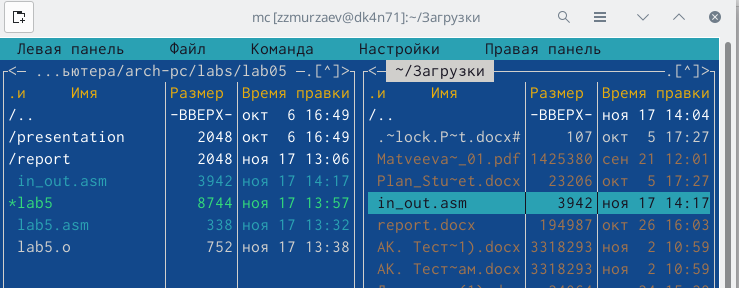 mc [zzmurzaev@dk4n71]:~/Загрузки
Левая панель Файл Команда Настройки Правая панель
<— ...ьютера/arch-pc/labs/lab05 —.[^]>
.и Имя Размер Время правки
/.. -ВВЕРХ- окт 6 16:49
/presentation 2048 окт 6 16:49
/report 2048 ноя 17 13:06
in_out.asm 3942 ноя 17 14:17
*lab5 8744 ноя 17 13:57
lab5.asm 338 ноя 17 13:32
lab5.o 752 ноя 17 13:38
<— ~/Загрузки —.[^]>
.и Имя Размер Время правки
/.. -ВВЕРХ- ноя 17 14:04
.~lock.P~t.docx# 107 окт 5 17:27
Matveeva~_01.pdf 1425380 сен 21 12:01
Plan_Stu~et.docx 23206 окт 5 17:27
in_out.asm 3942 ноя 17 14:17
report.docx 194987 окт 26 16:03
АК. Тест~1).docx 3318293 ноя 2 10:59
АК. Тест~ам.docx 3318293 ноя 2 10:59